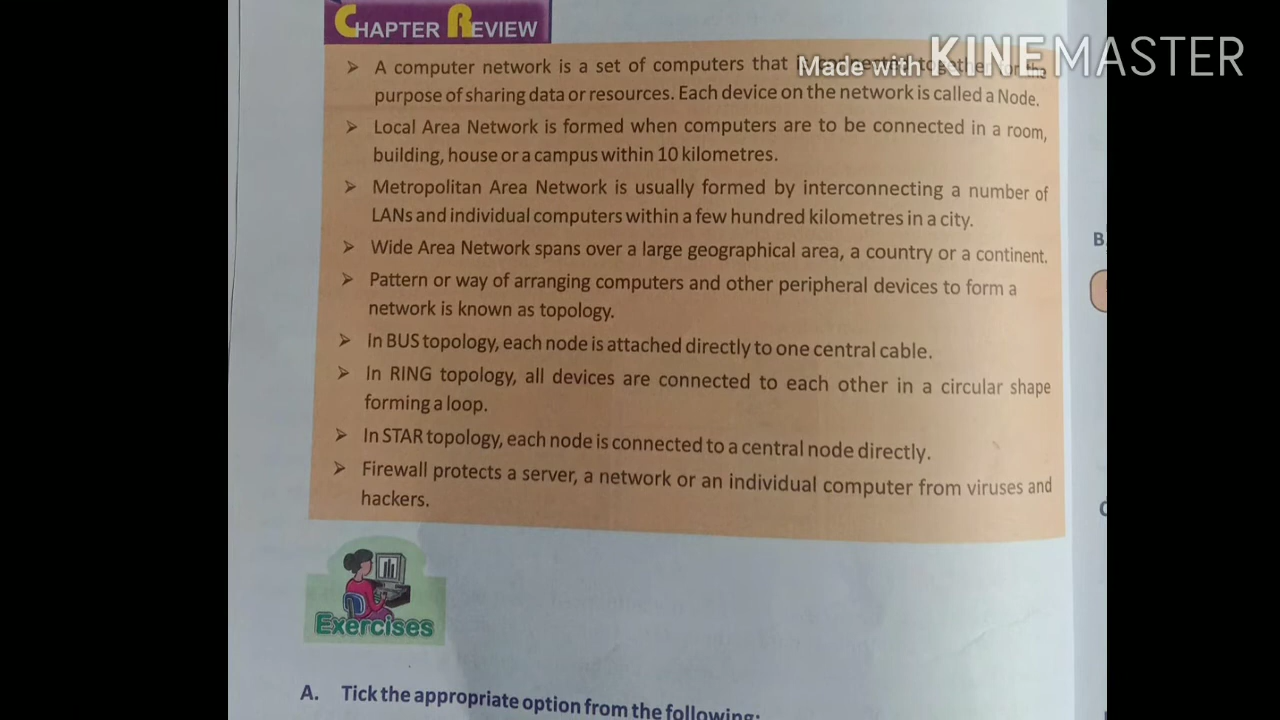 CHAPTER REVIEW
Made with KINEMASTER
➤ A computer network is a set of computers that is connected together for the
purpose of sharing data or resources. Each device on the network is called a Node.
➤ Local Area Network is formed when computers are to be connected in a room,
building, house or a campus within 10 kilometres.
➤ Metropolitan Area Network is usually formed by interconnecting a number of
LANs and individual computers within a few hundred kilometres in a city.
➤ Wide Area Network spans over a large geographical area, a country or a continent.
➤ Pattern or way of arranging computers and other peripheral devices to form a
network is known as topology.
➤ In BUS topology, each node is attached directly to one central cable.
➤ In RING topology, all devices are connected to each other in a circular shape
forming a loop.
➤ In STAR topology, each node is connected to a central node directly.
➤ Firewall protects a server, a network or an individual computer from viruses and
hackers.
Exercises
A. Tick the appropriate option from the following:
B.